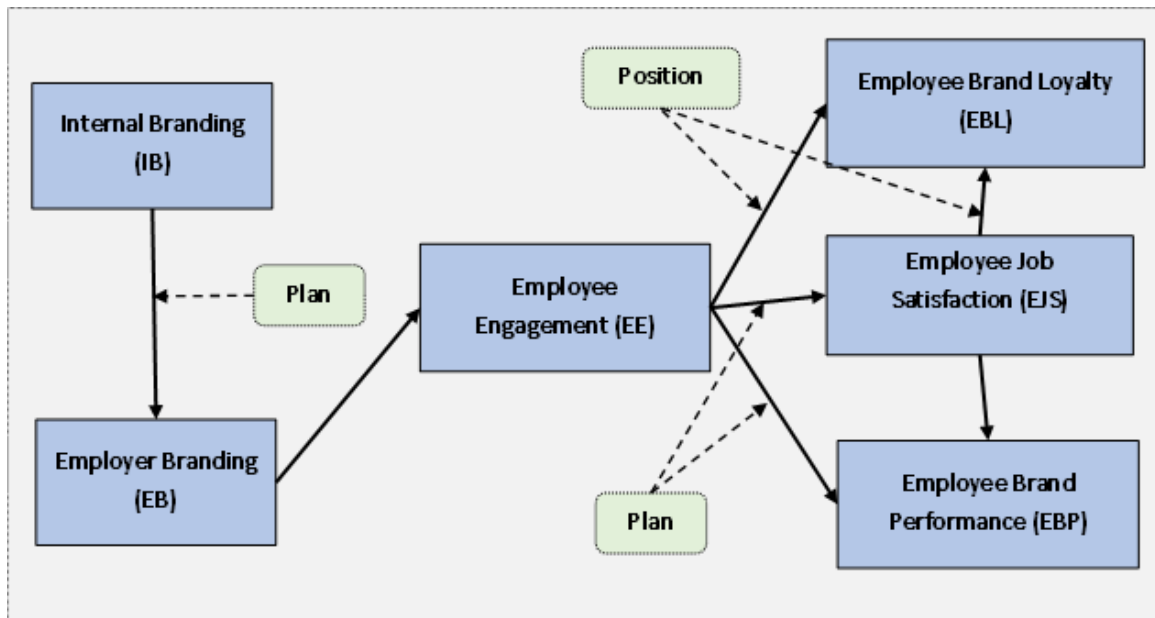 Internal Branding
(IB)
Plan
Employer Branding
(EB)
Employee
Engagement (EE)
Position
Employee Brand Loyalty
(EBL)
Employee Job
Satisfaction (EJS)
Plan
Employee Brand
Performance (EBP)